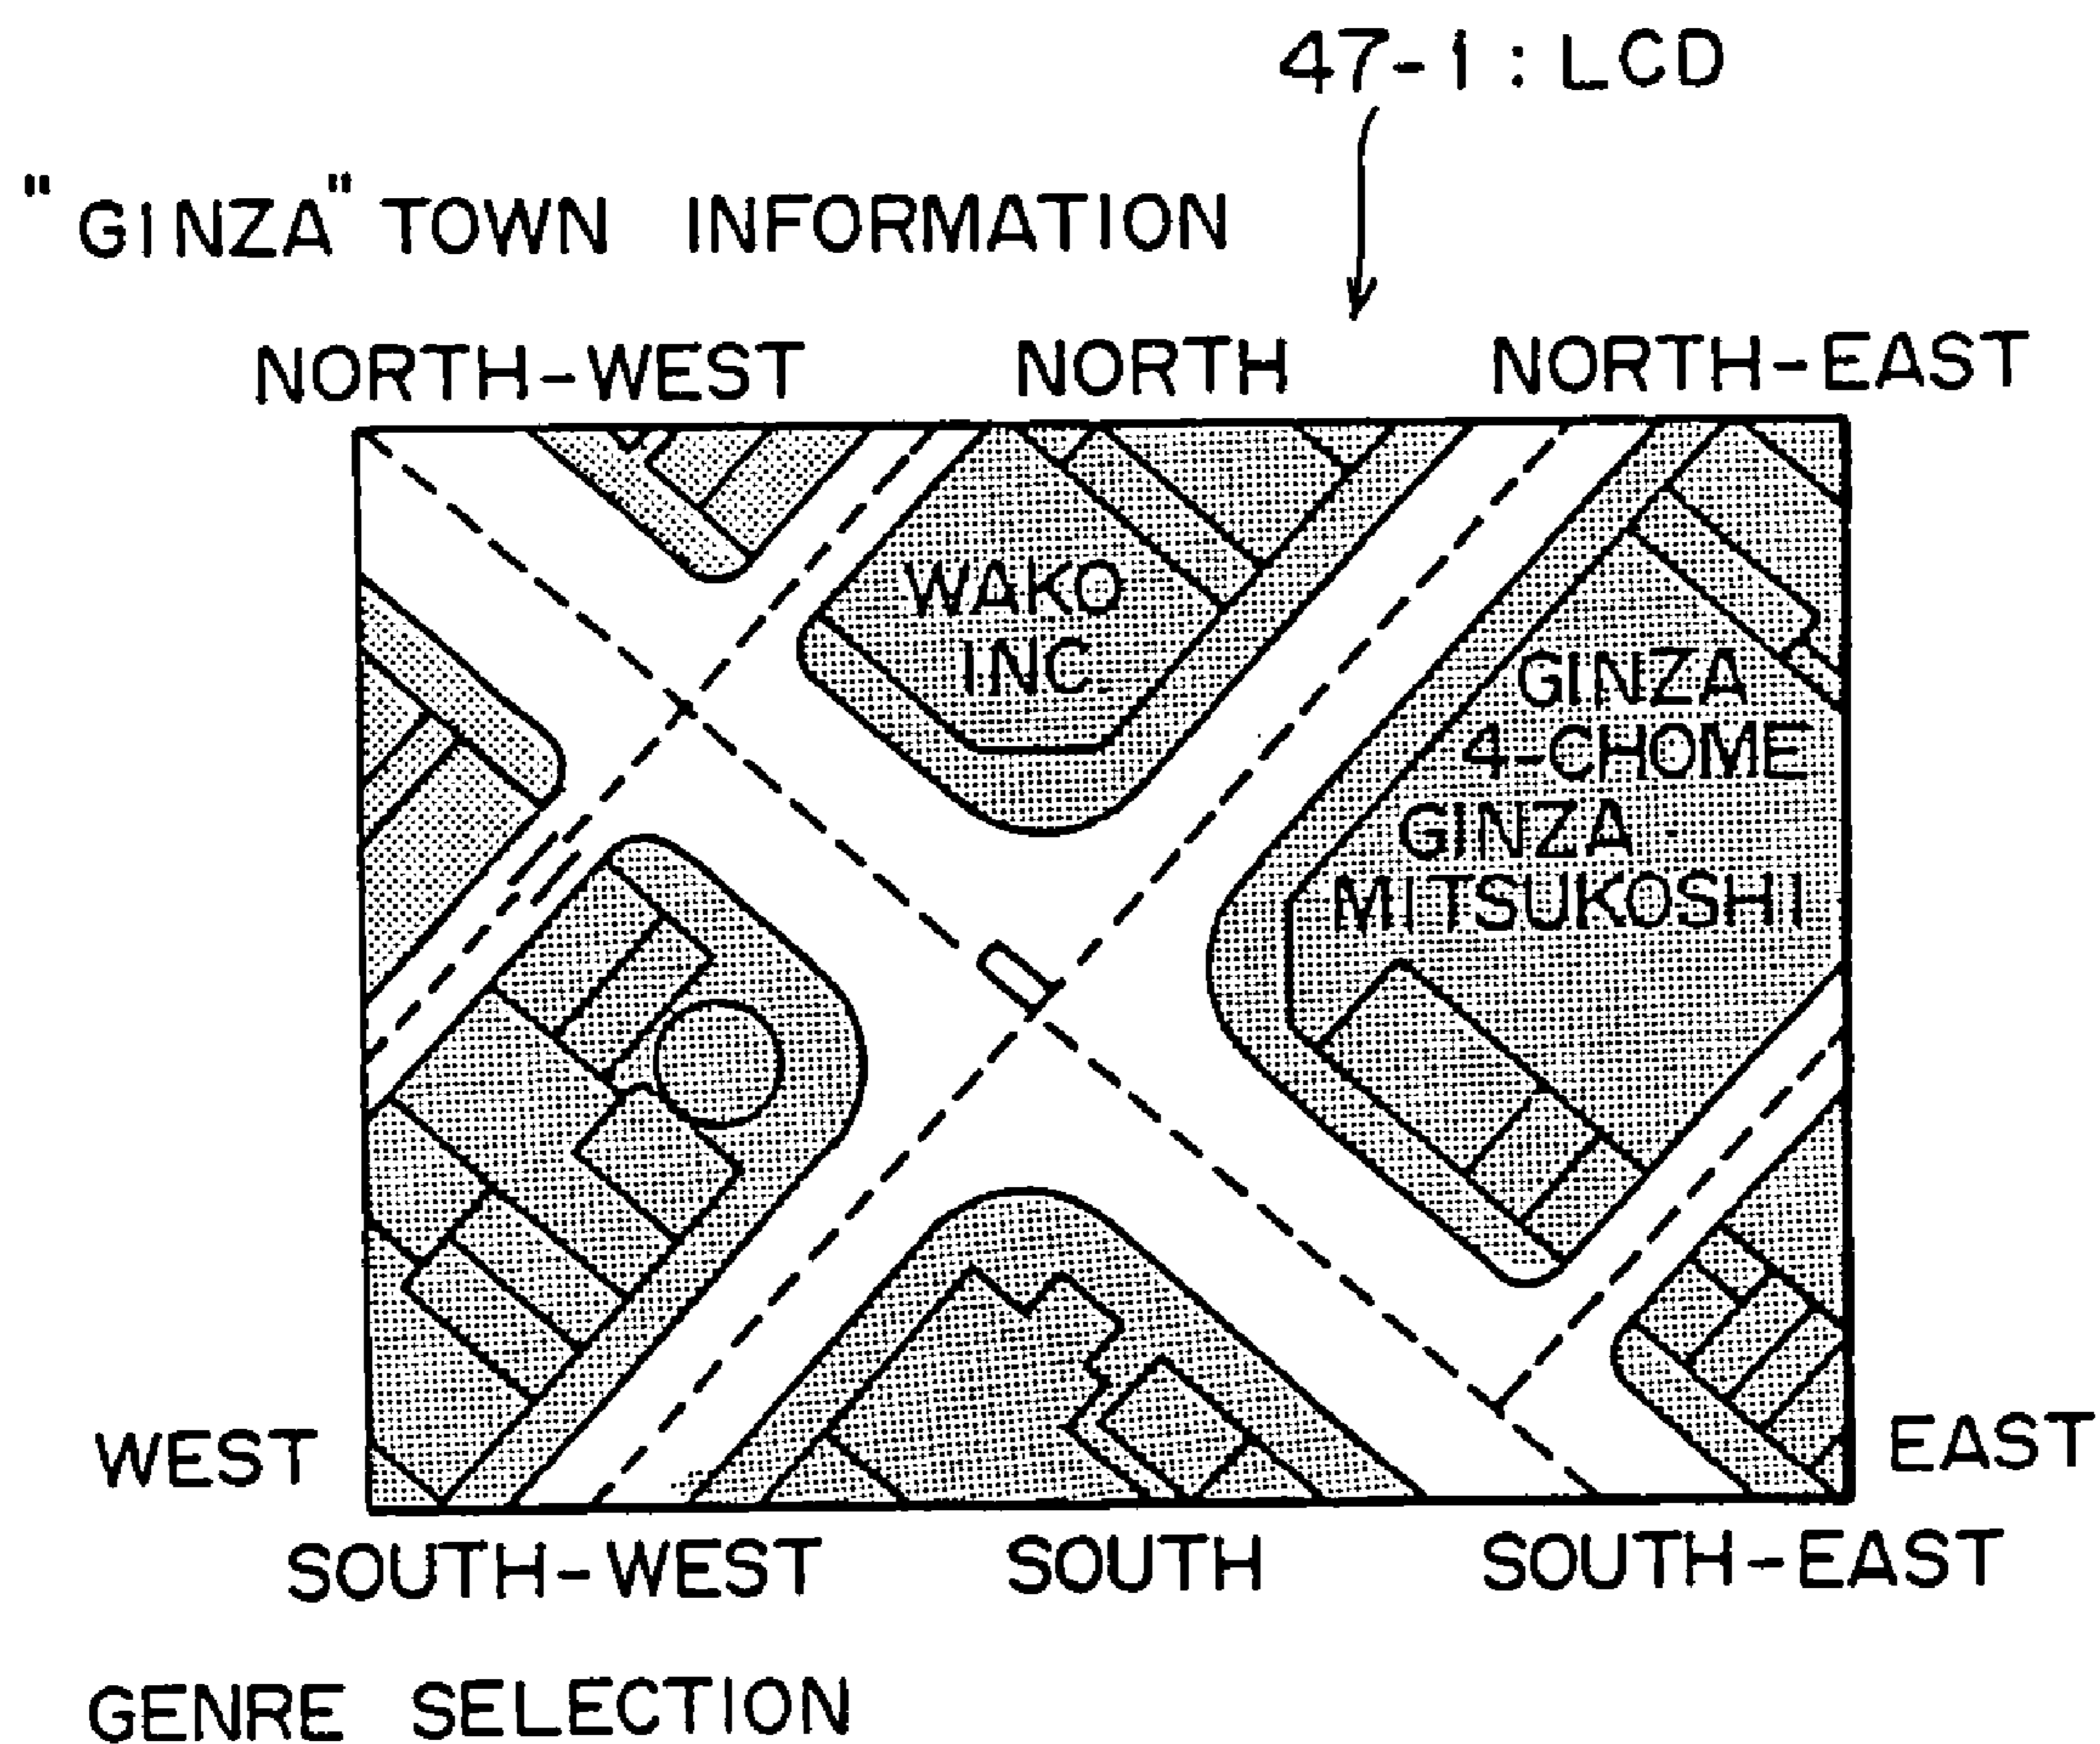 47-1 : LCD
"GINZA" TOWN INFORMATION
NORTH-WEST NORTH NORTH-EAST
WAKO
INC.
GINZA
4-CHOME
GINZA
MITSUKOSHI
WEST EAST
SOUTH-WEST SOUTH SOUTH-EAST
GENRE SELECTION